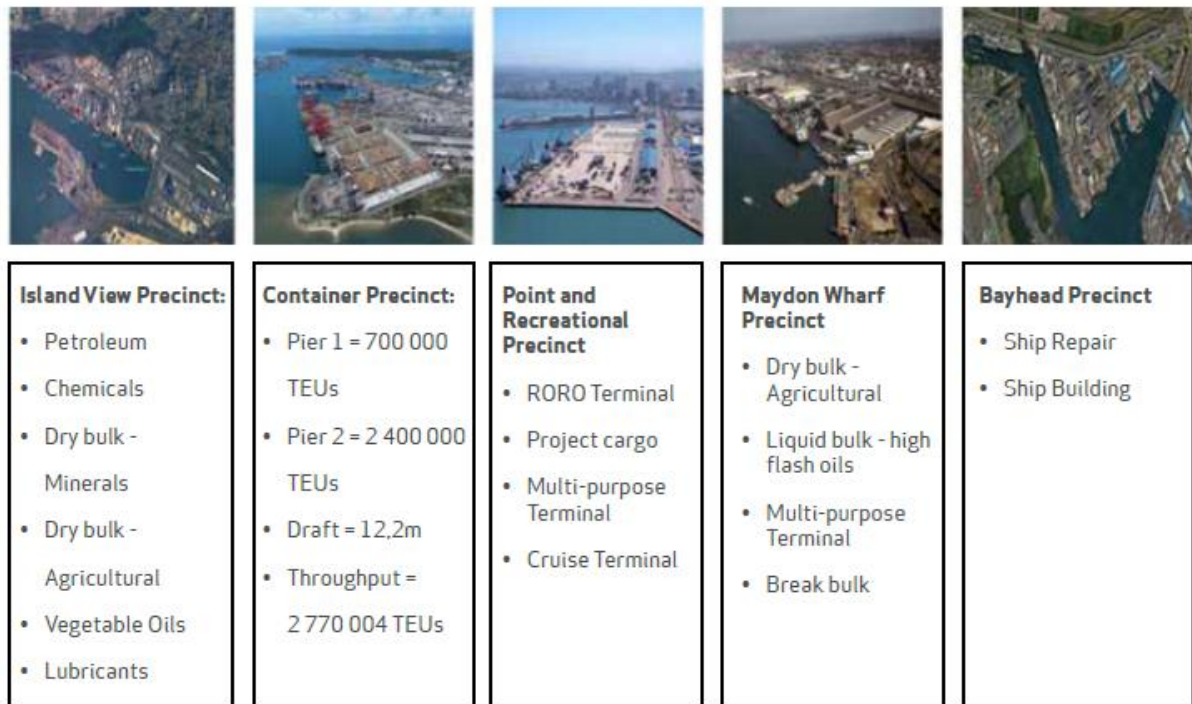 Island View Precinct:
• Petroleum
• Chemicals
• Dry bulk -
Minerals
• Dry bulk -
Agricultural
• Vegetable Oils
• Lubricants
Container Precinct:
• Pier 1 = 700 000
TEUs
• Pier 2 = 2 400 000
TEUs
• Draft = 12,2m
• Throughput =
2 770 004 TEUs
Point and
Recreational
Precinct
• RORO Terminal
• Project cargo
• Multi-purpose
Terminal
• Cruise Terminal
Maydon Wharf
Precinct
• Dry bulk -
Agricultural
• Liquid bulk - high
flash oils
• Multi-purpose
Terminal
• Break bulk
Bayhead Precinct
• Ship Repair
• Ship Building